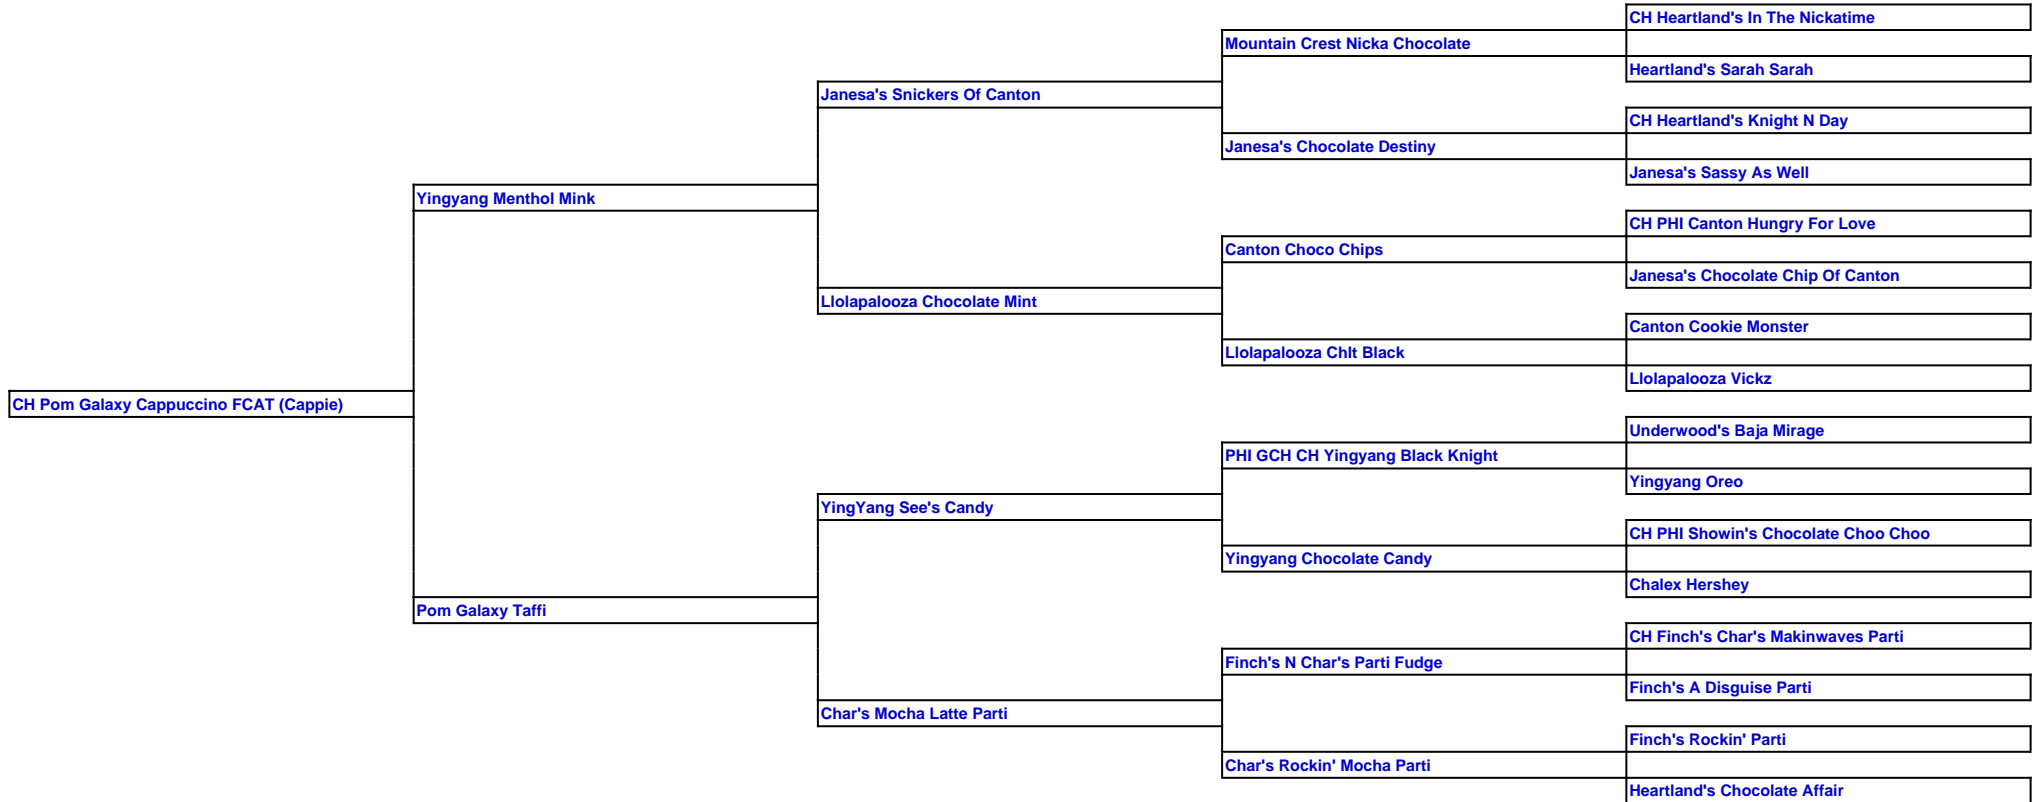 CH Heartland's In The Nickatime
Mountain Crest Nicka Chocolate
Heartland's Sarah Sarah
Janesa's Snickers Of Canton
CH Heartland's Knight N Day
Janesa's Chocolate Destiny
Janesa's Sassy As Well
Yingyang Menthol Mink
CH PHI Canton Hungry For Love
Canton Choco Chips
Janesa's Chocolate Chip Of Canton
Llolapalooza Chocolate Mint
Canton Cookie Monster
Llolapalooza Chlt Black
Llolapalooza Vickz
CH Pom Galaxy Cappuccino FCAT (Cappie)
Underwood's Baja Mirage
PHI GCH CH Yingyang Black Knight
Yingyang Oreo
YingYang See's Candy
CH PHI Showin's Chocolate Choo Choo
Yingyang Chocolate Candy
Chalex Hershey
Pom Galaxy Taffi
CH Finch's Char's Makinwaves Parti
Finch's N Char's Parti Fudge
Finch's A Disguise Parti
Char's Mocha Latte Parti
Finch's Rockin' Parti
Char's Rockin' Mocha Parti
Heartland's Chocolate Affair